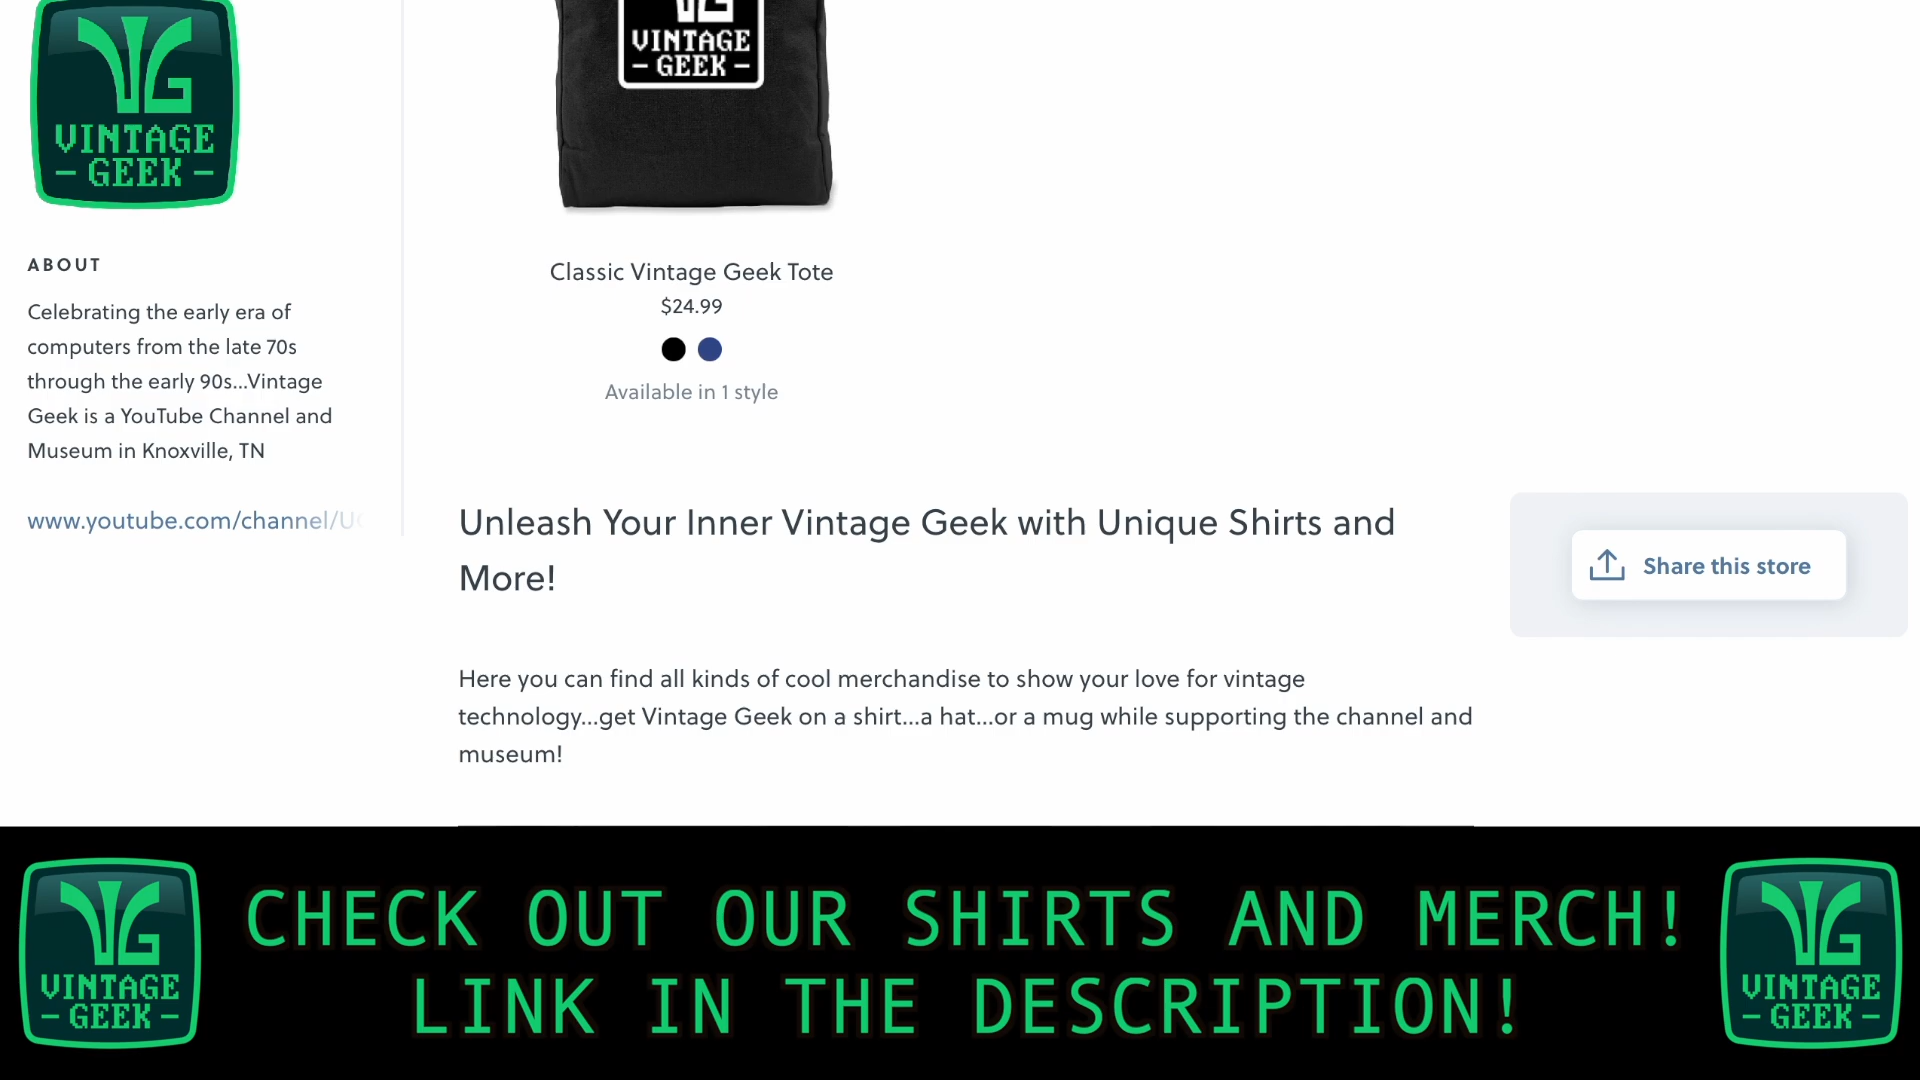 VG
VINTAGE
– GEEK –
VG
VINTAGE
– GEEK –
ABOUT
Celebrating the early era of
computers from the late 70s
through the early 90s...Vintage
Geek is a YouTube Channel and
Museum in Knoxville, TN
www.youtube.com/channel/U
Classic Vintage Geek Tote
$24.99
Available in 1 style
Unleash Your Inner Vintage Geek with Unique Shirts and
More!
Share this store
Here you can find all kinds of cool merchandise to show your love for vintage
technology...get Vintage Geek on a shirt...a hat...or a mug while supporting the channel and
museum!
VG
VINTAGE
– GEEK –
CHECK OUT OUR SHIRTS AND MERCH!
LINK IN THE DESCRIPTION!
VG
VINTAGE
– GEEK –